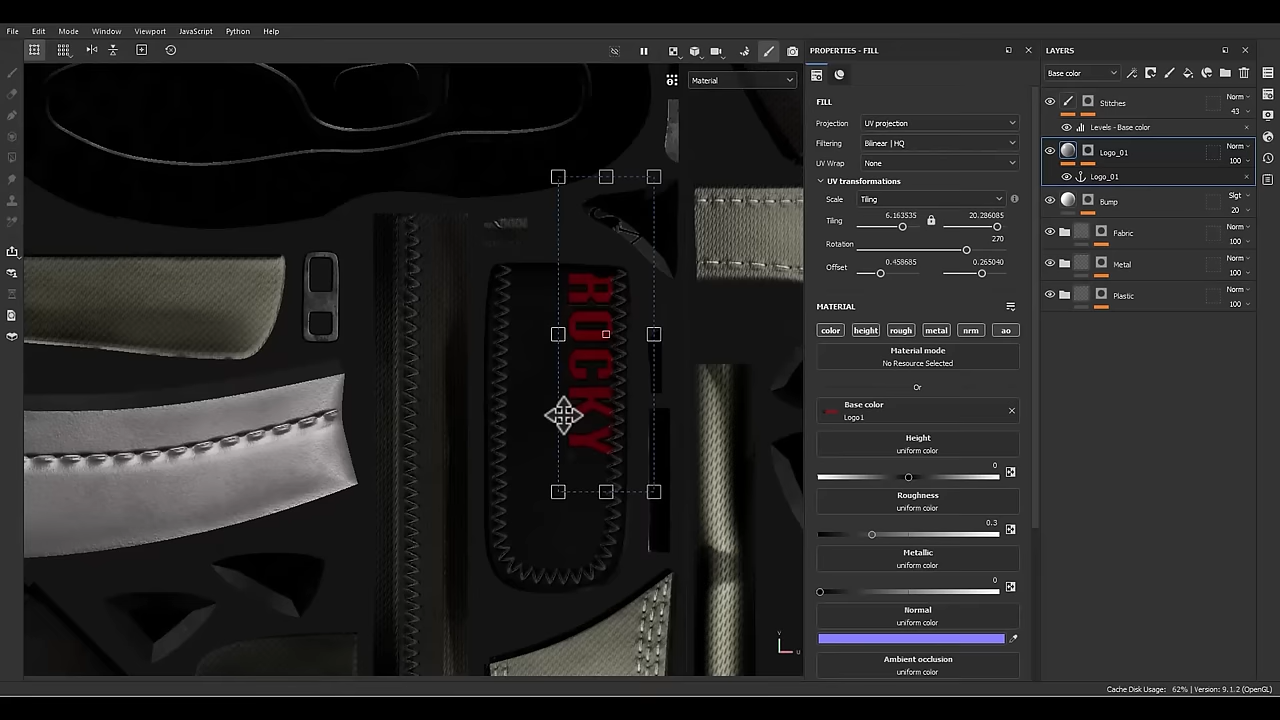 File Edit Mode Window Viewport JavaScript Python Help
Material
ROCKY
v
u
PROPERTIES - FILL
FILL
Projection UV projection
Filtering Bilinear | HQ
UV Wrap None
UV transformations
Scale Tiling
Tiling 6.163535 20.286085
Rotation 270
Offset 0.458685 0.265040
MATERIAL
color height rough metal nrm ao
Material mode
No Resource Selected
Or
Base color
Logo1
Height
uniform color
0
Roughness
uniform color
0.3
Metallic
uniform color
0
Normal
uniform color
Ambient occlusion
uniform color
LAYERS
Base color
Stitches Norm
43
Levels - Base color
Logo_01 Norm
100
Logo_01
Bump Slgt
20
Fabric Norm
100
Metal Norm
100
Plastic Norm
100
Cache Disk Usage: 62% | Version: 9.1.2 (OpenGL)